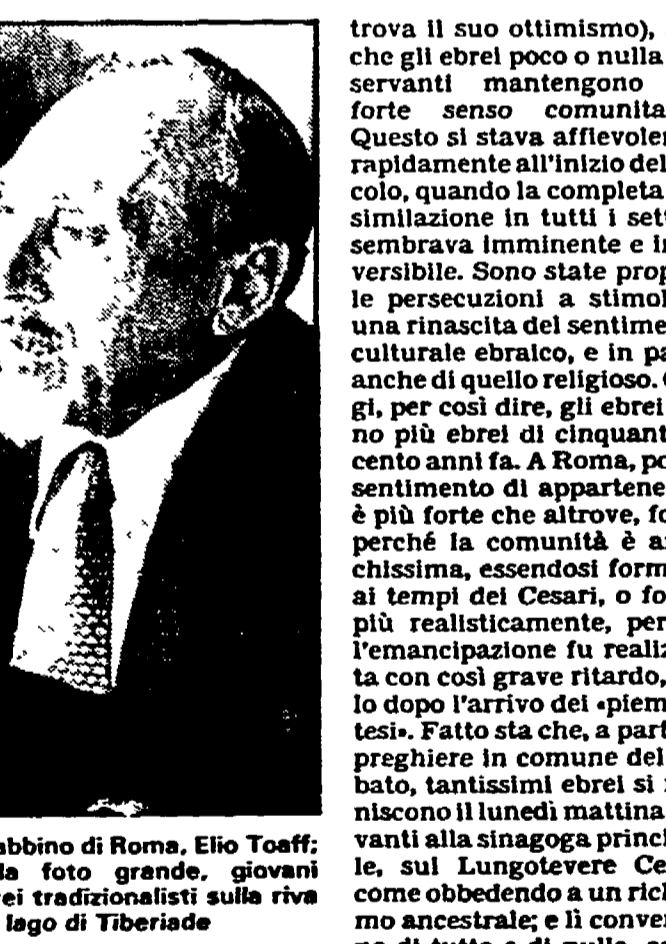 trova il suo ottimismo),
che gli ebrei poco o nulla
servanti mantengono
forte senso comunita
Questo si stava affievolen
rapidamente all'inizio del
colo, quando la completa
similazione in tutti i set
sembrava imminente e ir
versibile. Sono state prop
le persecuzioni a stimol
una rinascita del sentime
culturale ebraico, e in pa
anche di quello religioso.
gi, per così dire, gli ebrei
no più ebrei di cinquant
cento anni fa. A Roma, po
sentimento di appartene
è più forte che altrove, fo
perché la comunità è a
chissima, essendosi form
ai tempi dei Cesari, o fo
più realisticamente, per
l'emancipazione fu realiz
ta con così grave ritardo,
lo dopo l'arrivo dei «piem
tesi». Fatto sta che, a part
preghiere in comune del
bato, tantissimi ebrei si
niscono il lunedì mattina
vanti alla sinagoga princi
le, sul Lungotevere Ce
come obbedendo a un rich
mo ancestrale; e lì conver
no di tutto e di nulla,
abbino di Roma, Elio Toaff;
la foto grande, giovani
rei tradizionalisti sulla riva
lago di Tiberiade